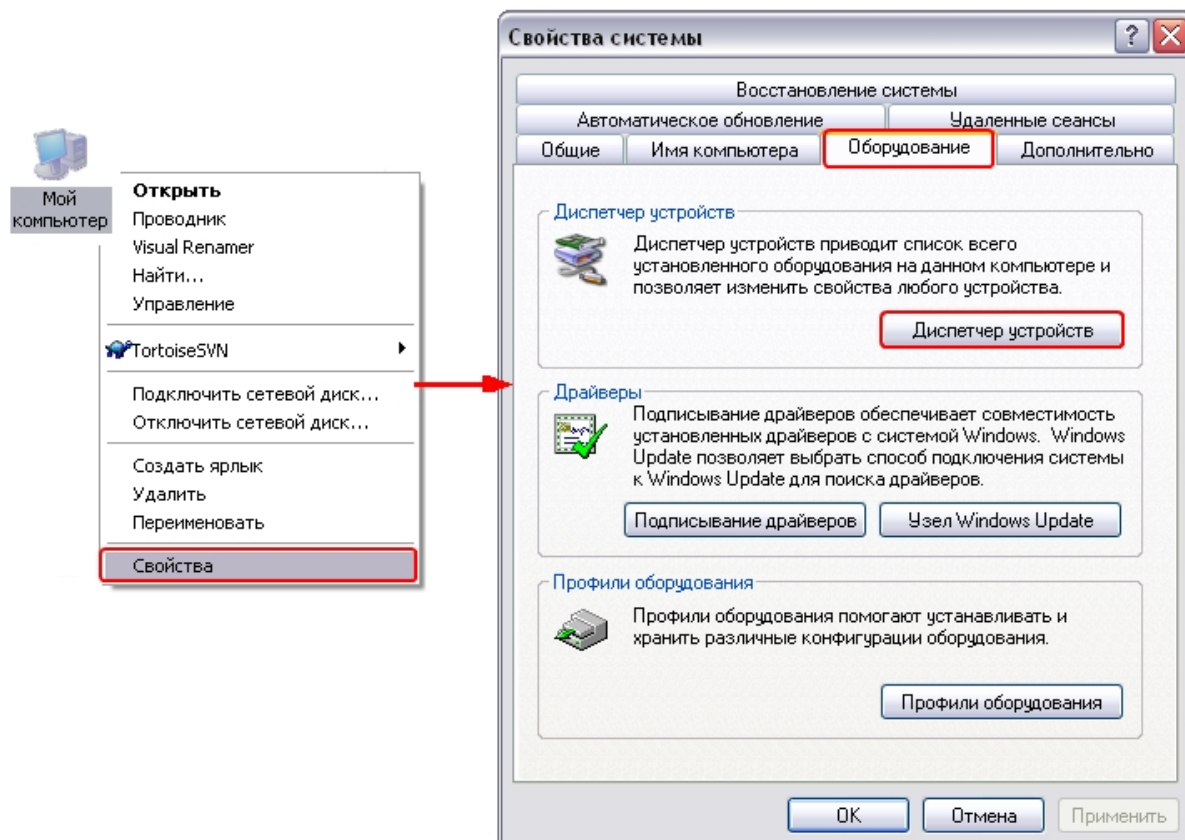 Мой
компьютер
Открыть
Проводник
Visual Renamer
Найти...
Управление
TortoiseSVN
Подключить сетевой диск...
Отключить сетевой диск...
Создать ярлык
Удалить
Переименовать
Свойства
Свойства системы
Восстановление системы
Автоматическое обновление
Удаленные сеансы
Общие
Имя компьютера
Оборудование
Дополнительно
Диспетчер устройств
Диспетчер устройств приводит список всего
установленного оборудования на данном компьютере и
позволяет изменить свойства любого устройства.
Диспетчер устройств
Драйверы
Подписывание драйверов обеспечивает совместимость
установленных драйверов с системой Windows. Windows
Update позволяет выбрать способ подключения системы
к Windows Update для поиска драйверов.
Подписывание драйверов
Узел Windows Update
Профили оборудования
Профили оборудования помогают устанавливать и
хранить различные конфигурации оборудования.
Профили оборудования
OK
Отмена
Применить